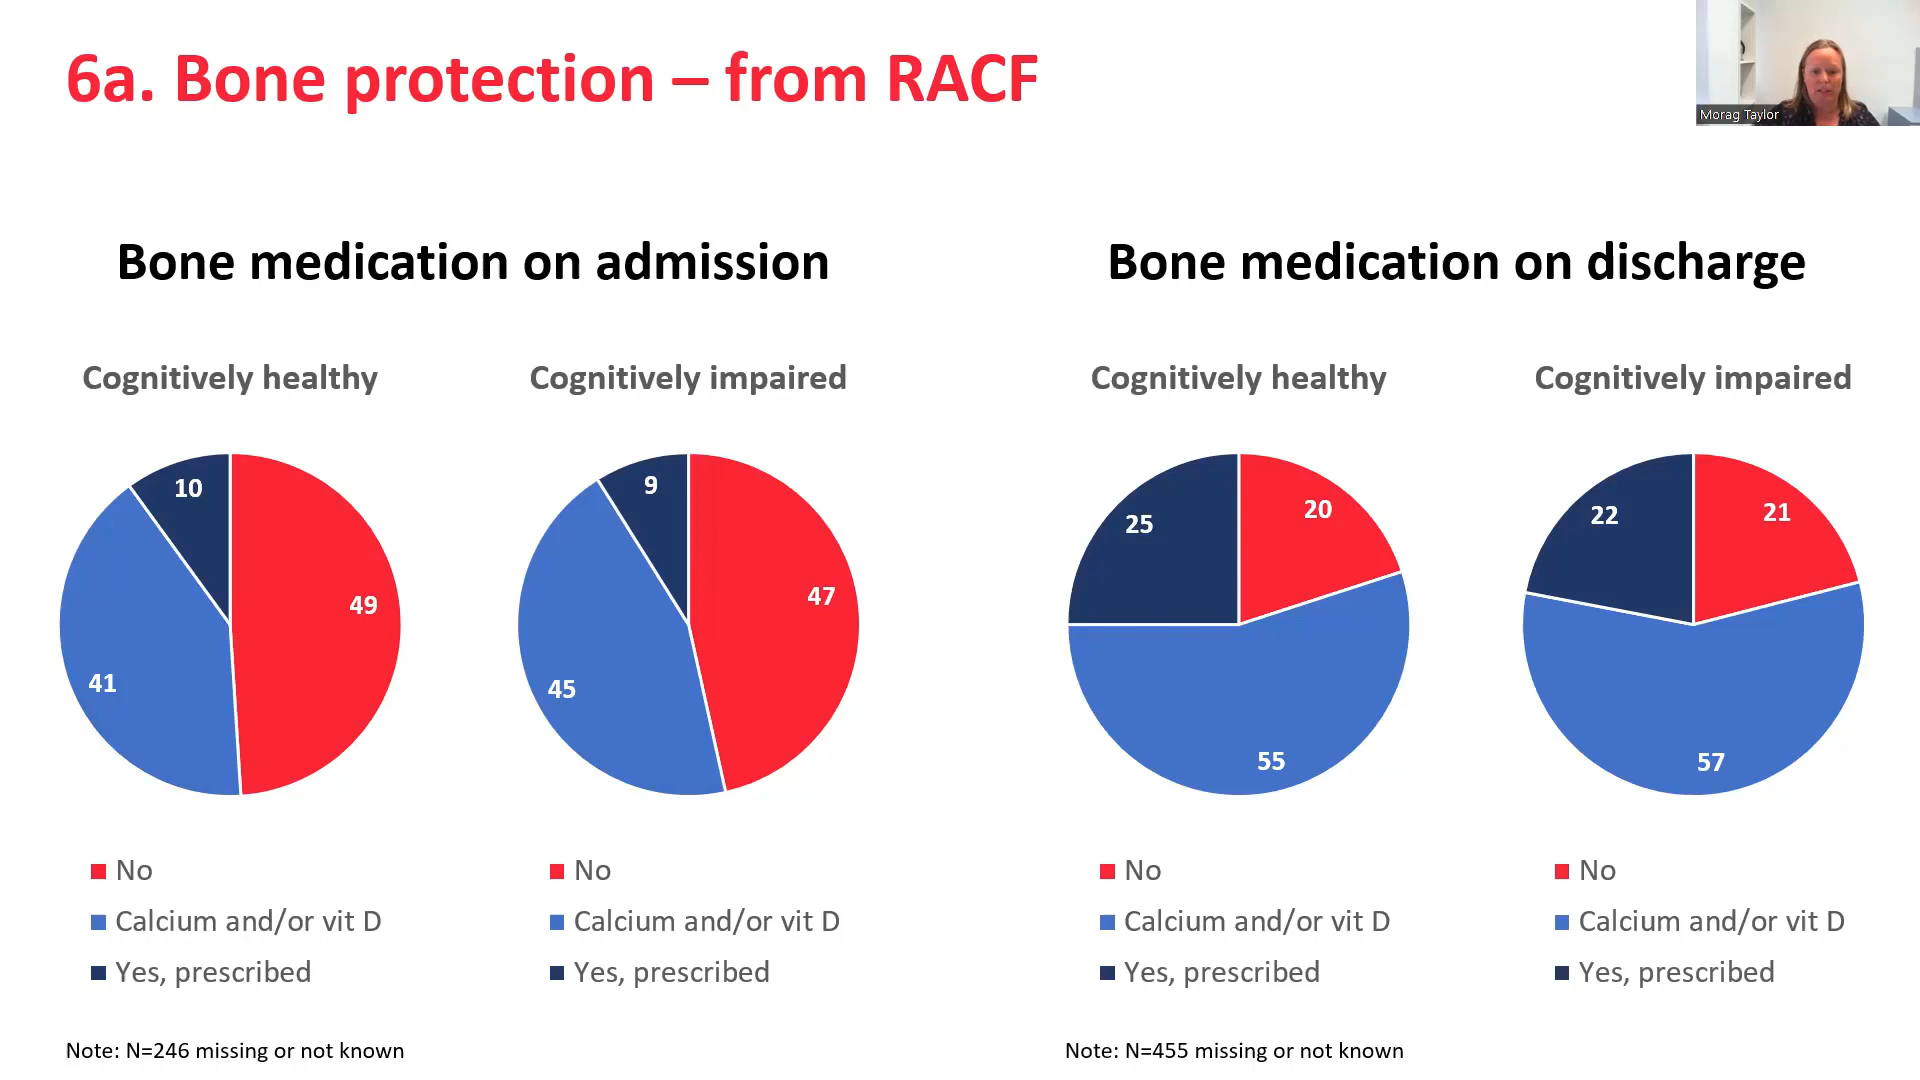 6a. Bone protection – from RACF
Morag Taylor
Bone medication on admission
Bone medication on discharge
Cognitively healthy
Cognitively impaired
Cognitively healthy
Cognitively impaired
10
49
41
9
47
45
25
20
55
22
21
57
No
Calcium and/or vit D
Yes, prescribed
No
Calcium and/or vit D
Yes, prescribed
No
Calcium and/or vit D
Yes, prescribed
No
Calcium and/or vit D
Yes, prescribed
Note: N=246 missing or not known
Note: N=455 missing or not known